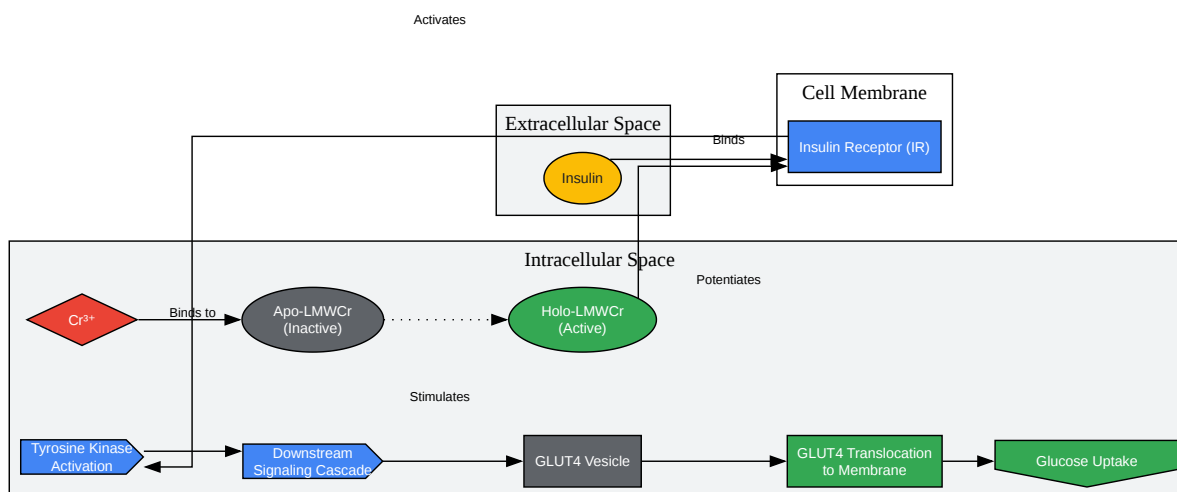 Activates
Cell Membrane
Extracellular Space
Binds
Insulin Receptor (IR)
Insulin
Intracellular Space
Potentiates
Cr³⁺
Binds to
Apo-LMWCr
(Inactive)
Holo-LMWCr
(Active)
Stimulates
Tyrosine Kinase
Activation
Downstream
Signaling Cascade
GLUT4 Vesicle
GLUT4 Translocation
to Membrane
Glucose Uptake